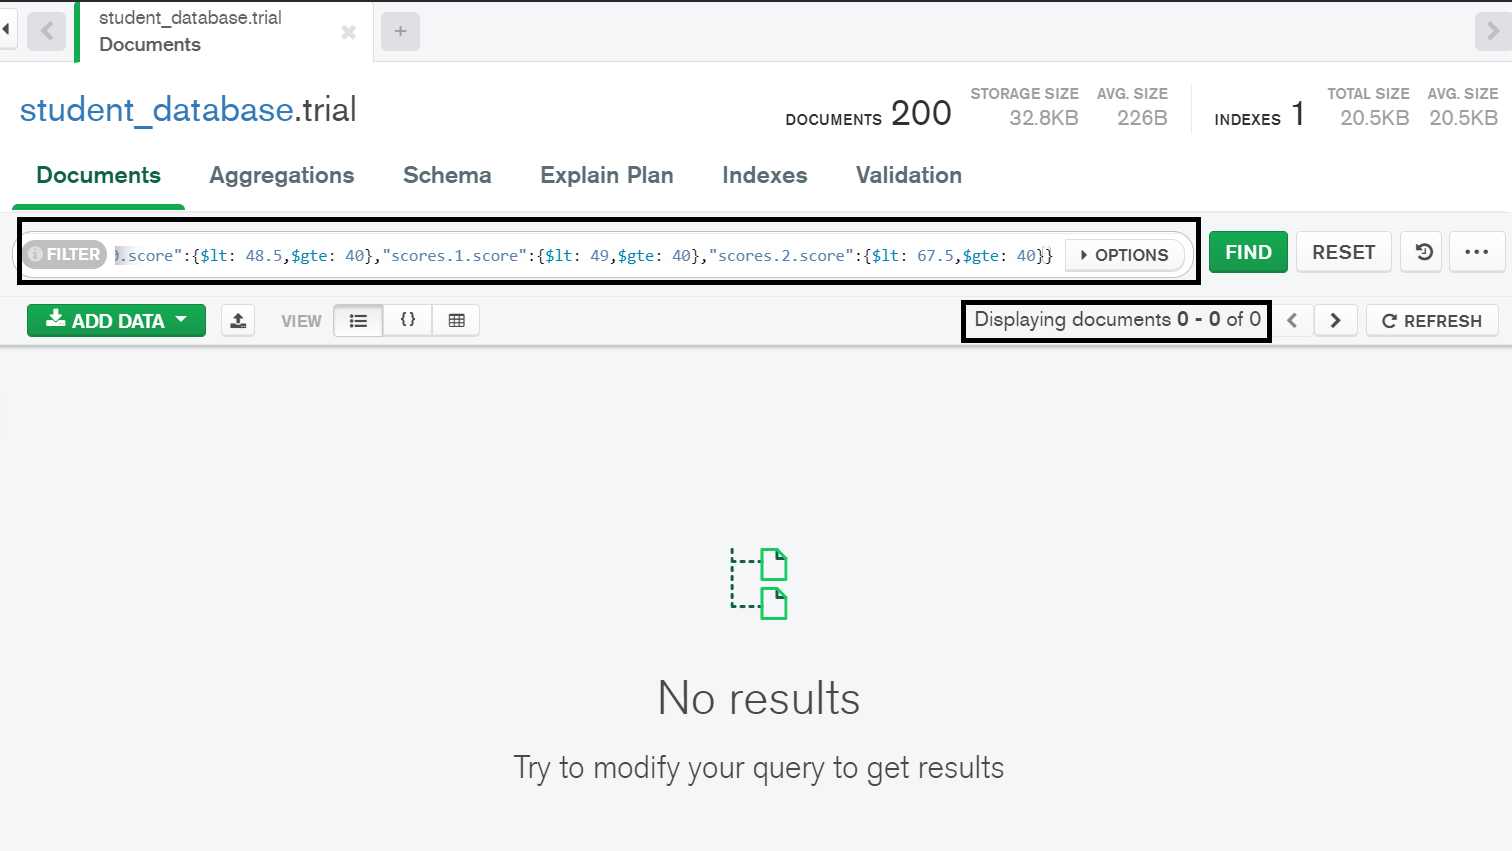 student_database.trial
Documents
student_database.trial
DOCUMENTS 200
STORAGE SIZE 32.8KB
AVG. SIZE 226B
INDEXES 1
TOTAL SIZE 20.5KB
AVG. SIZE 20.5KB
Documents Aggregations Schema Explain Plan Indexes Validation
FILTER .score":{$lt: 48.5,$gte: 40},"scores.1.score":{$lt: 49,$gte: 40},"scores.2.score":{$lt: 67.5,$gte: 40}} OPTIONS FIND RESET
ADD DATA VIEW {} Displaying documents 0 - 0 of 0 REFRESH
No results
Try to modify your query to get results